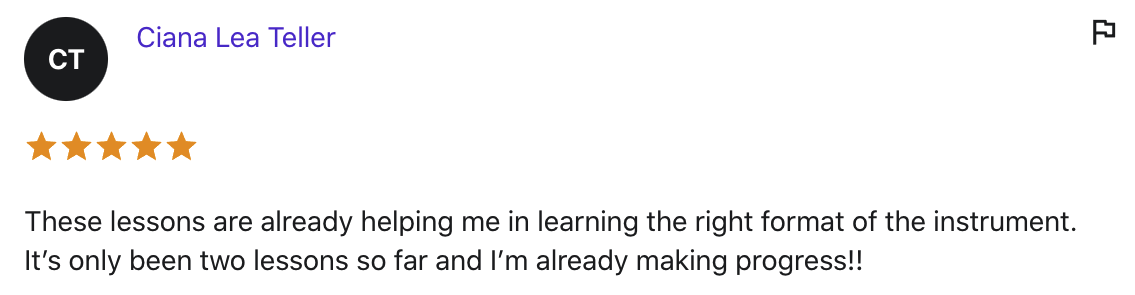 CT
Ciana Lea Teller
These lessons are already helping me in learning the right format of the instrument.
It’s only been two lessons so far and I’m already making progress!!